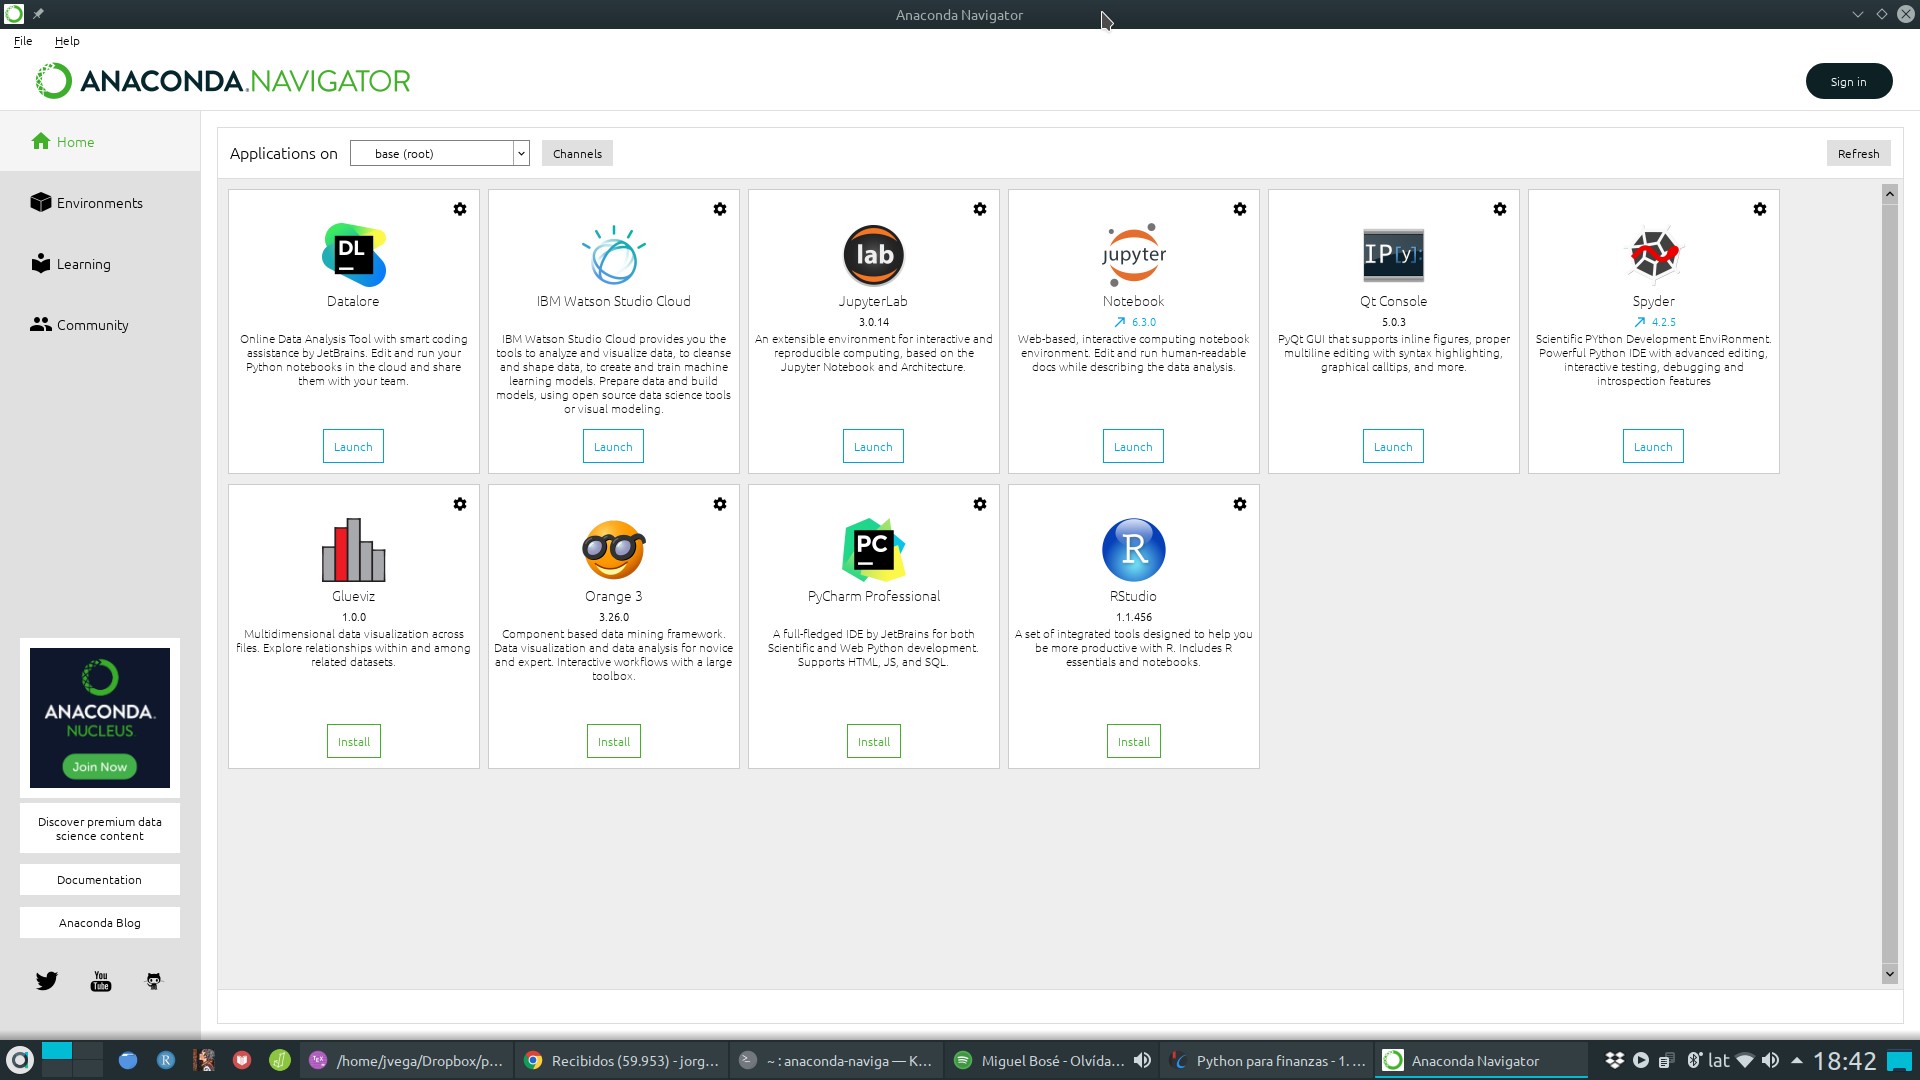 Anaconda Navigator
File Help
ANACONDA.NAVIGATOR
Sign in
Home
Environments
Learning
Community
Applications on base (root) Channels Refresh
DL
Datalore
Online Data Analysis Tool with smart coding
assistance by JetBrains. Edit and run your
Python notebooks in the cloud and share
them with your team.
Launch
IBM Watson Studio Cloud
IBM Watson Studio Cloud provides you the
tools to analyze and visualize data, to cleanse
and shape data, to create and train machine
learning models. Prepare data and build
models, using open source data science tools
or visual modeling.
Launch
lab
JupyterLab
3.0.14
An extensible environment for interactive and
reproducible computing, based on the
Jupyter Notebook and Architecture.
Launch
jupyter
Notebook
6.3.0
Web-based, interactive computing notebook
environment. Edit and run human-readable
docs while describing the data analysis.
Launch
IP[y]:
Qt Console
5.0.3
PyQt GUI that supports inline figures, proper
multiline editing with syntax highlighting,
graphical calltips, and more.
Launch
Spyder
4.2.5
Scientific PYthon Development EnviRonment.
Powerful Python IDE with advanced editing,
interactive testing, debugging and
introspection features
Launch
Glueviz
1.0.0
Multidimensional data visualization across
files. Explore relationships within and among
related datasets.
Install
Orange 3
3.26.0
Component based data mining framework.
Data visualization and data analysis for novice
and expert. Interactive workflows with a large
toolbox.
Install
PC
PyCharm Professional
A full-fledged IDE by JetBrains for both
Scientific and Web Python development.
Supports HTML, JS, and SQL.
Install
R
RStudio
1.1.456
A set of integrated tools designed to help you
be more productive with R. Includes R
essentials and notebooks.
Install
ANACONDA.
NUCLEUS
Join Now
Discover premium data
science content
Documentation
Anaconda Blog
You
Tube
R
TEX /home/jvega/Dropbox/p... Recibidos (59.953) - jorg... ~ : anaconda-naviga — K... Miguel Bosé - Olvida... Python para finanzas - 1. ... Anaconda Navigator lat 18:42